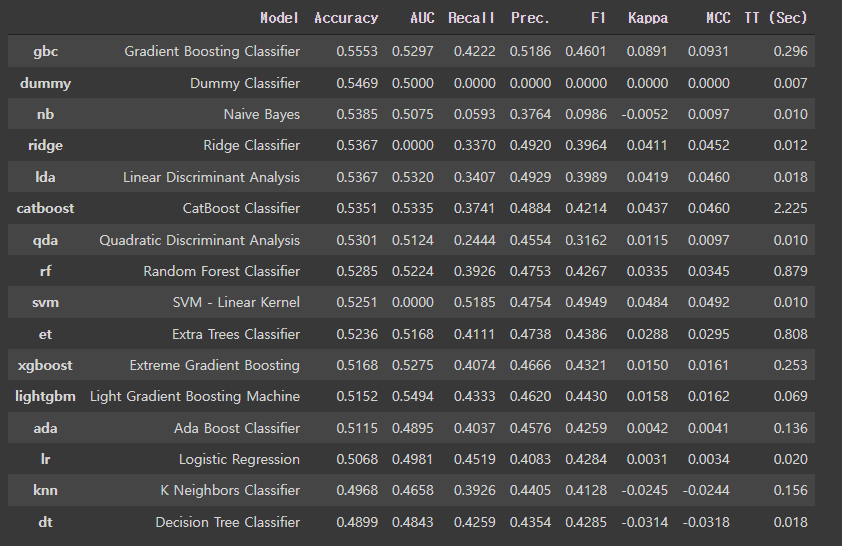 Model Accuracy AUC Recall Prec. F1 Kappa MCC TT (Sec)
gbc Gradient Boosting Classifier 0.5553 0.5297 0.4222 0.5186 0.4601 0.0891 0.0931 0.296
dummy Dummy Classifier 0.5469 0.5000 0.0000 0.0000 0.0000 0.0000 0.0000 0.007
nb Naive Bayes 0.5385 0.5075 0.0593 0.3764 0.0986 -0.0052 0.0097 0.010
ridge Ridge Classifier 0.5367 0.0000 0.3370 0.4920 0.3964 0.0411 0.0452 0.012
lda Linear Discriminant Analysis 0.5367 0.5320 0.3407 0.4929 0.3989 0.0419 0.0460 0.018
catboost CatBoost Classifier 0.5351 0.5335 0.3741 0.4884 0.4214 0.0437 0.0460 2.225
qda Quadratic Discriminant Analysis 0.5301 0.5124 0.2444 0.4554 0.3162 0.0115 0.0097 0.010
rf Random Forest Classifier 0.5285 0.5224 0.3926 0.4753 0.4267 0.0335 0.0345 0.879
svm SVM - Linear Kernel 0.5251 0.0000 0.5185 0.4754 0.4949 0.0484 0.0492 0.010
et Extra Trees Classifier 0.5236 0.5168 0.4111 0.4738 0.4386 0.0288 0.0295 0.808
xgboost Extreme Gradient Boosting 0.5168 0.5275 0.4074 0.4666 0.4321 0.0150 0.0161 0.253
lightgbm Light Gradient Boosting Machine 0.5152 0.5494 0.4333 0.4620 0.4430 0.0158 0.0162 0.069
ada Ada Boost Classifier 0.5115 0.4895 0.4037 0.4576 0.4259 0.0042 0.0041 0.136
lr Logistic Regression 0.5068 0.4981 0.4519 0.4083 0.4284 0.0031 0.0034 0.020
knn K Neighbors Classifier 0.4968 0.4658 0.3926 0.4405 0.4128 -0.0245 -0.0244 0.156
dt Decision Tree Classifier 0.4899 0.4843 0.4259 0.4354 0.4285 -0.0314 -0.0318 0.018